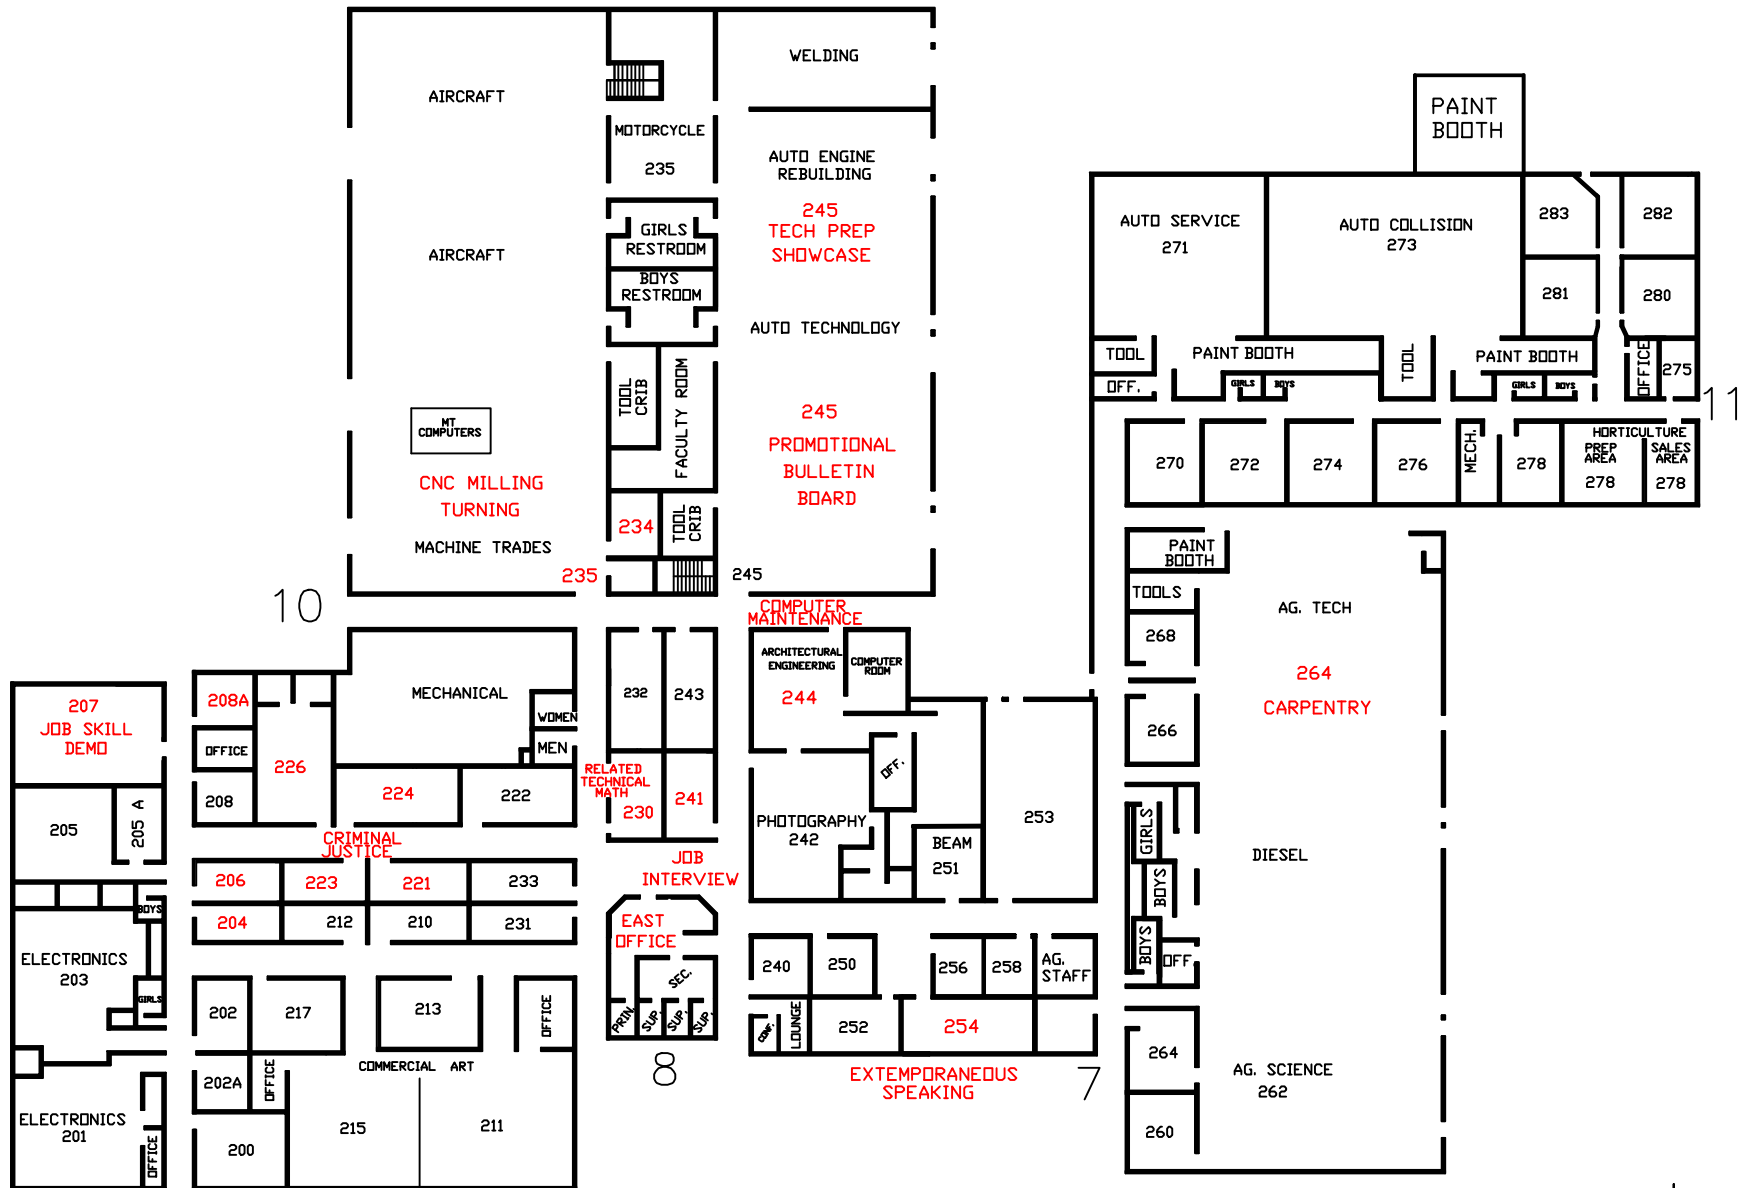 WELDING
AIRCRAFT
MOTORCYCLE
235
AUTO ENGINE
REBUILDING
245
TECH PREP
SHOWCASE
GIRLS
RESTROOM
AIRCRAFT
BOYS
RESTROOM
AUTO TECHNOLOGY
TOOL
CRIB
FACULTY ROOM
MT
COMPUTERS
245
PROMOTIONAL
BULLETIN
BOARD
CNC MILLING
TURNING
234
TOOL
CRIB
MACHINE TRADES
235
245
10
PAINT
BOOTH
AUTO SERVICE
271
AUTO COLLISION
273
283
282
281
280
TOOL
PAINT BOOTH
TOOL
PAINT BOOTH
OFFICE
275
OFF.
GIRLS
BOYS
GIRLS
BOYS
11
270
272
274
276
MECH.
278
HORTICULTURE
PREP
AREA
278
SALES
AREA
278
PAINT
BOOTH
TOOLS
AG. TECH
268
264
CARPENTRY
266
GIRLS
DIESEL
BOYS
BOYS
OFF.
264
AG. SCIENCE
262
260
COMPUTER
MAINTENANCE
ARCHITECTURAL
ENGINEERING
COMPUTER
ROOM
244
OFF.
PHOTOGRAPHY
242
BEAM
251
253
232
243
RELATED
TECHNICAL
MATH
230
241
JOB
INTERVIEW
EAST
OFFICE
SEC.
PRIN.
SUP.
SUP.
SUP.
8
240
250
256
258
AG.
STAFF
CONF.
LOUNGE
252
254
EXTEMPORANEOUS
SPEAKING
7
207
JOB SKILL
DEMO
208A
MECHANICAL
WOMEN
OFFICE
MEN
226
208
224
222
205
205 A
CRIMINAL
JUSTICE
206
223
221
233
204
212
210
231
BOYS
ELECTRONICS
203
GIRLS
202
217
213
OFFICE
COMMERCIAL ART
202A
OFFICE
ELECTRONICS
201
OFFICE
200
215
211